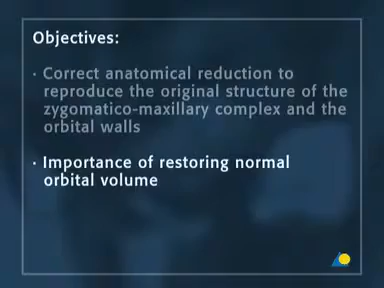 Objectives:
· Correct anatomical reduction to
reproduce the original structure of the
zygomatico-maxillary complex and the
orbital walls
· Importance of restoring normal
orbital volume